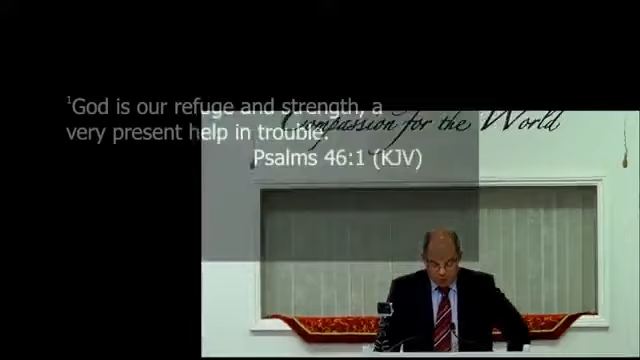 ¹God is our refuge and strength, a
very present help in trouble.
Psalms 46:1 (KJV)
Compassion for the World